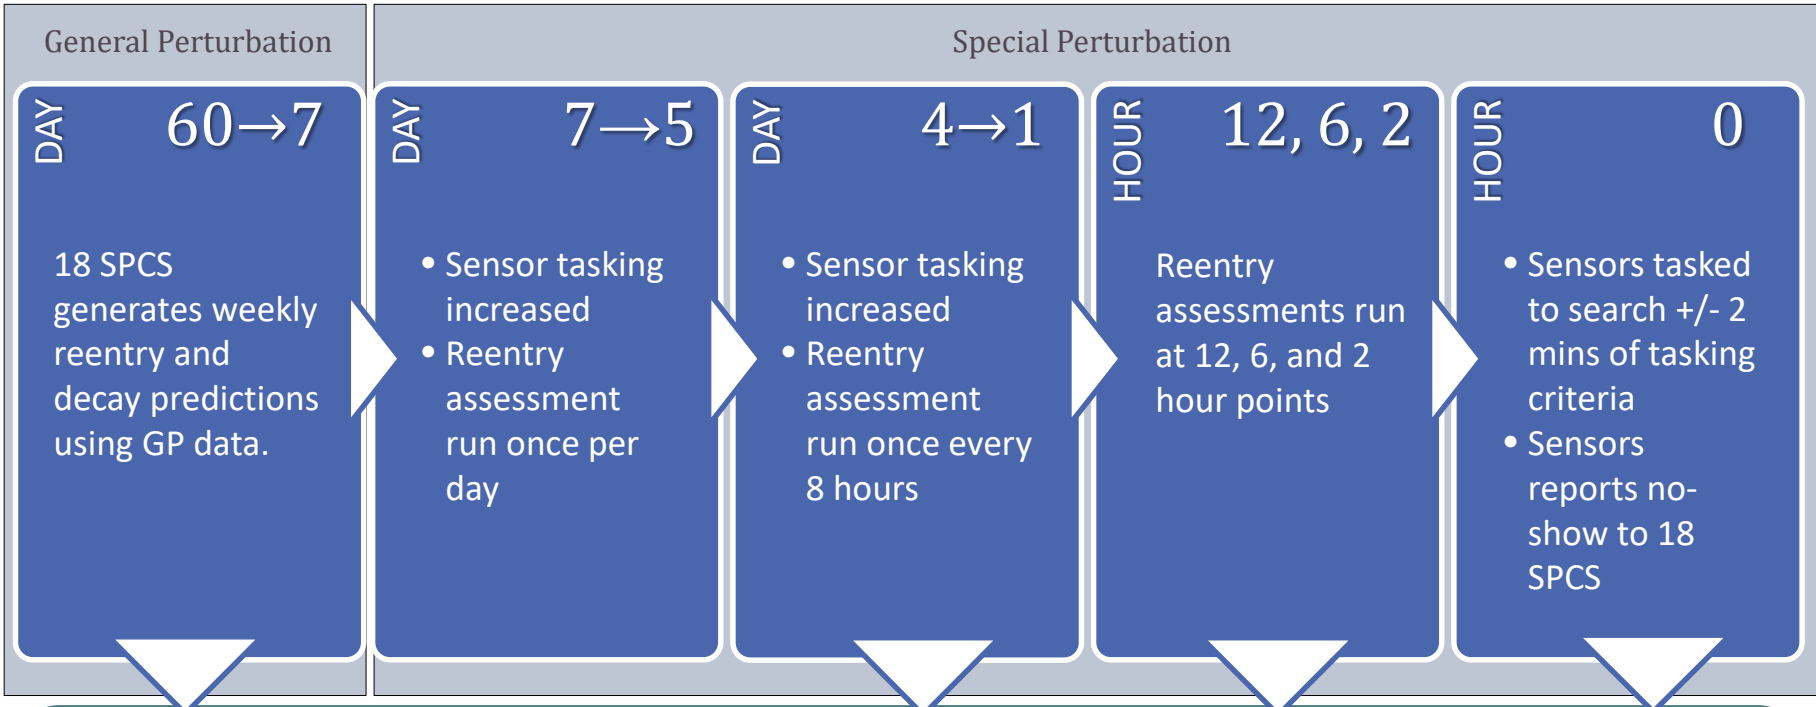 General Perturbation
Special Perturbation
DAY
60→7
18 SPCS
generates weekly
reentry and
decay predictions
using GP data.
DAY
7→5
• Sensor tasking
increased
• Reentry
assessment
run once per
day
DAY
4→1
• Sensor tasking
increased
• Reentry
assessment
run once every
8 hours
HOUR
12, 6, 2
Reentry
assessments run
at 12, 6, and 2
hour points
HOUR
0
• Sensors tasked
to search +/- 2
mins of tasking
criteria
• Sensors
reports no-
show to 18
SPCS